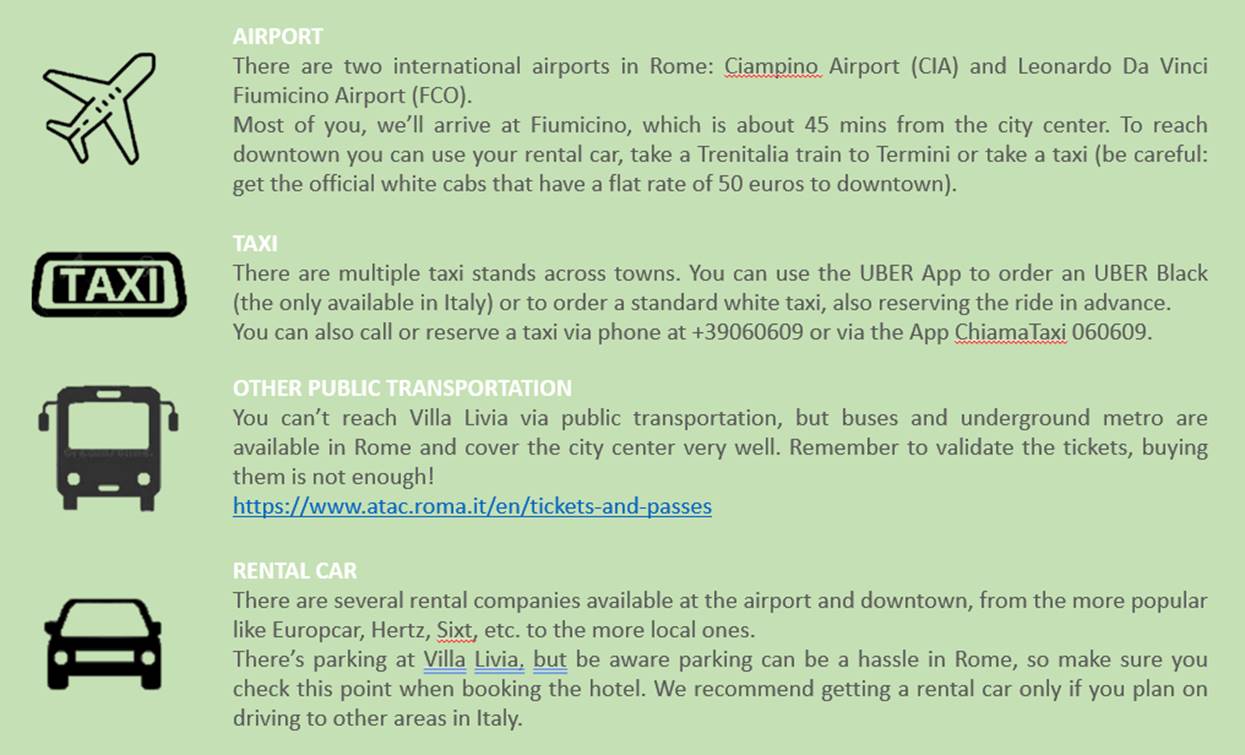 AIRPORT
There are two international airports in Rome: Ciampino Airport (CIA) and Leonardo Da Vinci
Fiumicino Airport (FCO).
Most of you, we’ll arrive at Fiumicino, which is about 45 mins from the city center. To reach
downtown you can use your rental car, take a Trenitalia train to Termini or take a taxi (be careful:
get the official white cabs that have a flat rate of 50 euros to downtown).
TAXI
TAXI
There are multiple taxi stands across towns. You can use the UBER App to order an UBER Black
(the only available in Italy) or to order a standard white taxi, also reserving the ride in advance.
You can also call or reserve a taxi via phone at +39060609 or via the App ChiamaTaxi 060609.
OTHER PUBLIC TRANSPORTATION
You can’t reach Villa Livia via public transportation, but buses and underground metro are
available in Rome and cover the city center very well. Remember to validate the tickets, buying
them is not enough!
https://www.atac.roma.it/en/tickets-and-passes
RENTAL CAR
There are several rental companies available at the airport and downtown, from the more popular
like Europcar, Hertz, Sixt, etc. to the more local ones.
There’s parking at Villa Livia, but be aware parking can be a hassle in Rome, so make sure you
check this point when booking the hotel. We recommend getting a rental car only if you plan on
driving to other areas in Italy.